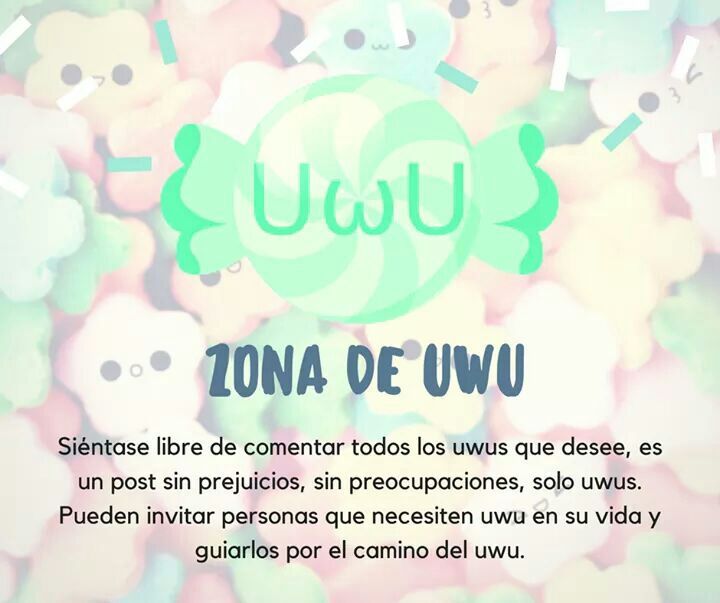 UωU
ZONA DE UWU
Siéntase libre de comentar todos los uwus que desee, es
un post sin prejuicios, sin preocupaciones, solo uwus.
Pueden invitar personas que necesiten uwu en su vida y
guiarlos por el camino del uwu.